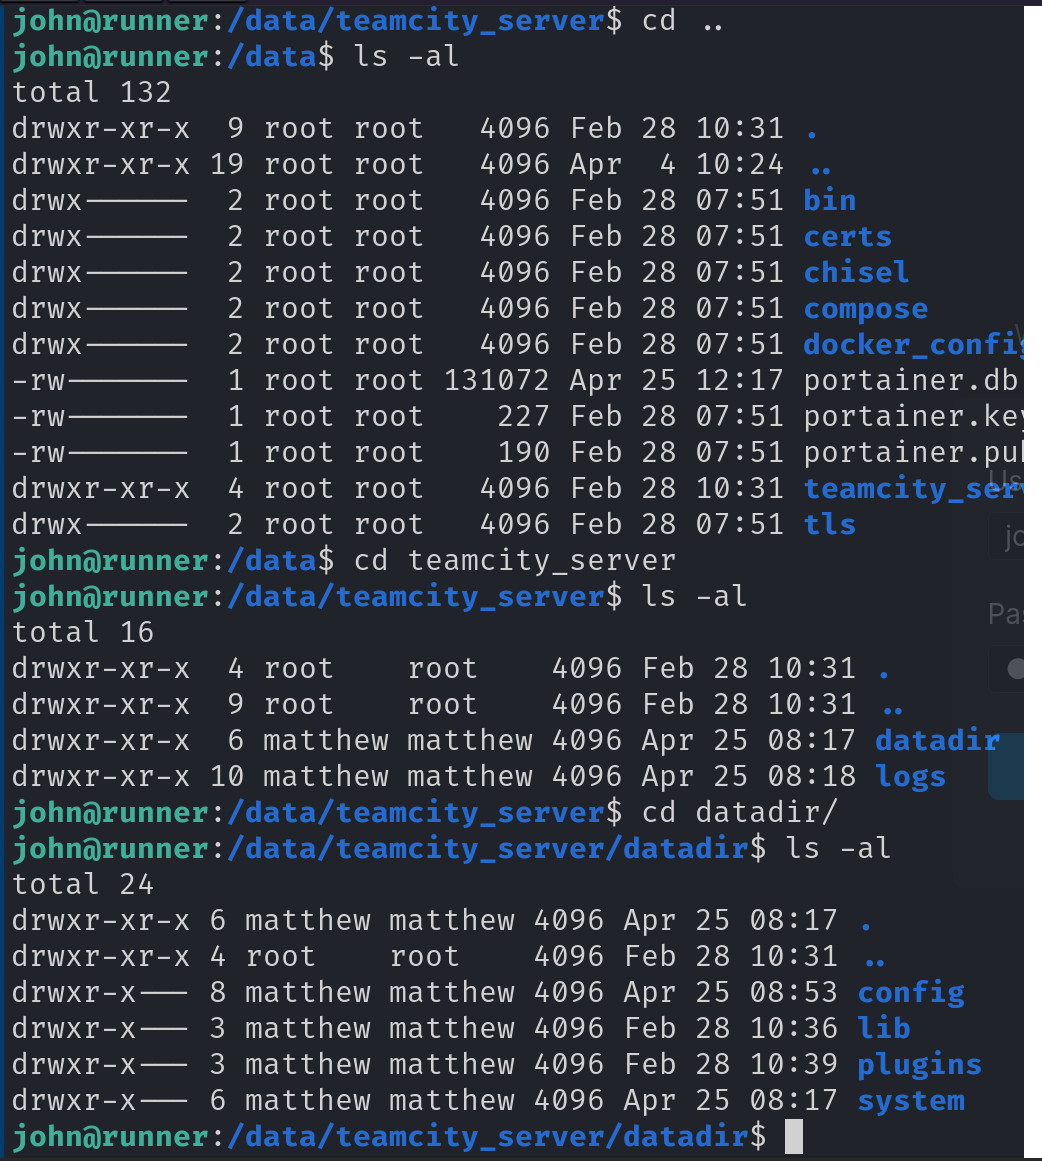 john@runner:/data/teamcity_server$ cd ..
john@runner:/data$ ls -al
total 132
drwxr-xr-x  9 root root   4096 Feb 28 10:31 .
drwxr-xr-x 19 root root   4096 Apr  4 10:24 ..
drwx------  2 root root   4096 Feb 28 07:51 bin
drwx------  2 root root   4096 Feb 28 07:51 certs
drwx------  2 root root   4096 Feb 28 07:51 chisel
drwx------  2 root root   4096 Feb 28 07:51 compose
drwx------  2 root root   4096 Feb 28 07:51 docker_config
-rw-------  1 root root 131072 Apr 25 12:17 portainer.db
-rw-------  1 root root    227 Feb 28 07:51 portainer.key
-rw-------  1 root root    190 Feb 28 07:51 portainer.pub
drwxr-xr-x  4 root root   4096 Feb 28 10:31 teamcity_serv
drwx------  2 root root   4096 Feb 28 07:51 tls
john@runner:/data$ cd teamcity_server
john@runner:/data/teamcity_server$ ls -al
total 16
drwxr-xr-x  4 root    root    4096 Feb 28 10:31 .
drwxr-xr-x  9 root    root    4096 Feb 28 10:31 ..
drwxr-xr-x  6 matthew matthew 4096 Apr 25 08:17 datadir
drwxr-xr-x 10 matthew matthew 4096 Apr 25 08:18 logs
john@runner:/data/teamcity_server$ cd datadir/
john@runner:/data/teamcity_server/datadir$ ls -al
total 24
drwxr-xr-x 6 matthew matthew 4096 Apr 25 08:17 .
drwxr-xr-x 4 root    root    4096 Feb 28 10:31 ..
drwxr-x--- 8 matthew matthew 4096 Apr 25 08:53 config
drwxr-x--- 3 matthew matthew 4096 Feb 28 10:36 lib
drwxr-x--- 3 matthew matthew 4096 Feb 28 10:39 plugins
drwxr-x--- 6 matthew matthew 4096 Apr 25 08:17 system
john@runner:/data/teamcity_server/datadir$